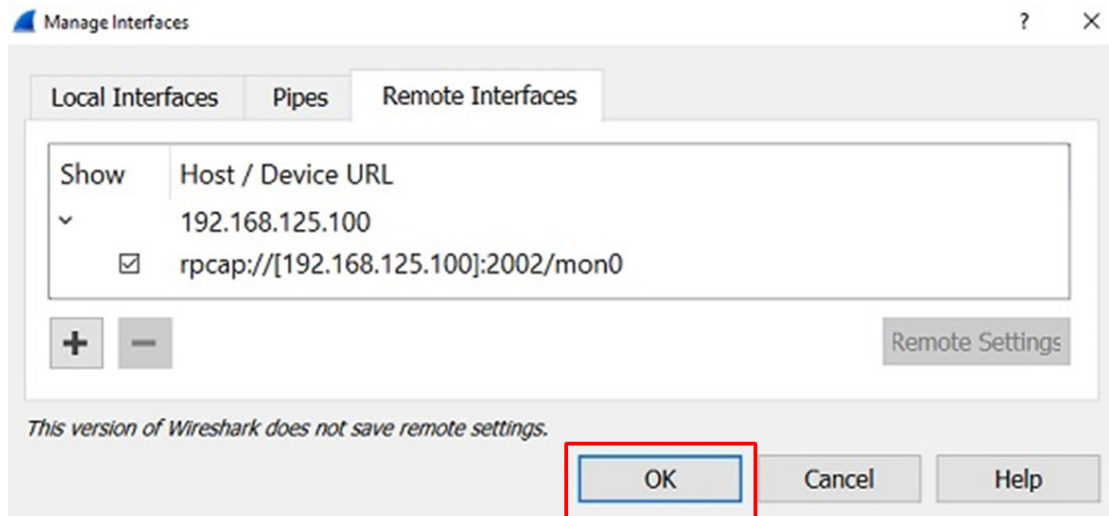 Manage Interfaces ? ×
Local Interfaces Pipes Remote Interfaces
Show Host / Device URL
192.168.125.100
rpcap://[192.168.125.100]:2002/mon0
+ −
Remote Settings
This version of Wireshark does not save remote settings.
OK Cancel Help